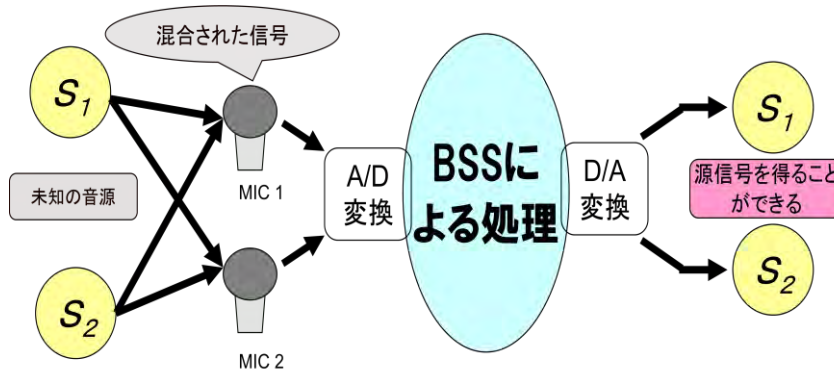 混合された信号
S1
未知の音源
S2
MIC 1
MIC 2
A/D
変換
BSSに
よる処理
D/A
変換
S1
源信号を得ること
ができる
S2